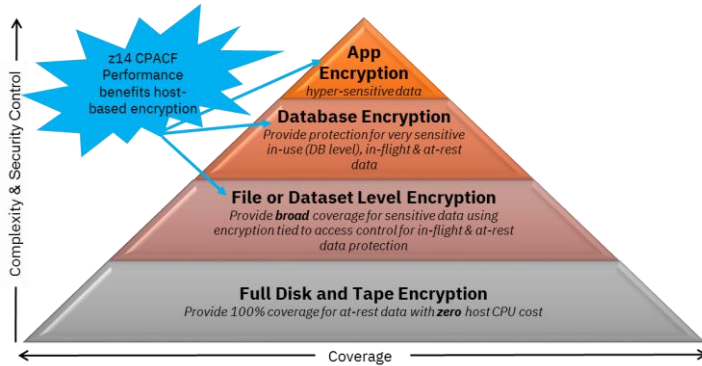 z14 CPACF
Performance
benefits host-
based encryption
App
Encryption
hyper-sensitive data
Database Encryption
Provide protection for very sensitive
in-use (DB level), in-flight & at-rest
data
File or Dataset Level Encryption
Provide broad coverage for sensitive data using
encryption tied to access control for in-flight & at-rest
data protection
Full Disk and Tape Encryption
Provide 100% coverage for at-rest data with zero host CPU cost
Complexity & Security Control
Coverage